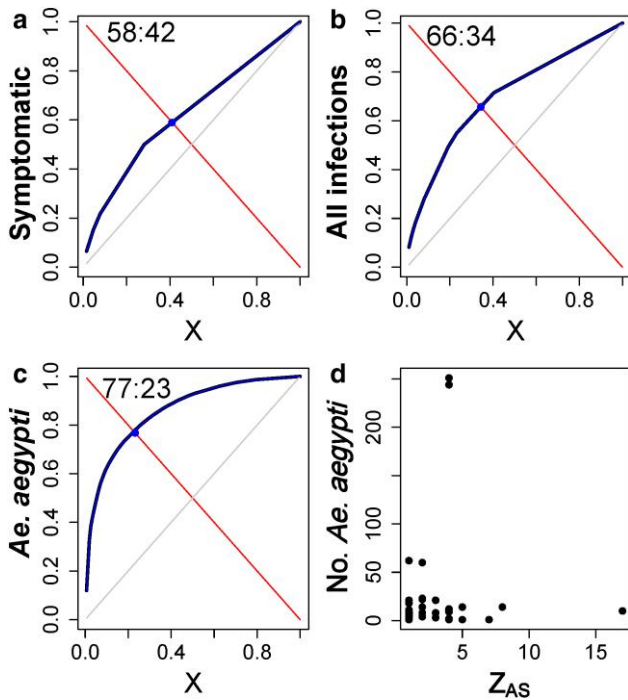 a
58:42
Symptomatic
0.0 0.2 0.4 0.6 0.8 1.0
0.0 0.4 0.8
X
b
66:34
All infections
0.0 0.2 0.4 0.6 0.8 1.0
0.0 0.4 0.8
X
c
77:23
Ae. aegypti
0.0 0.2 0.4 0.6 0.8 1.0
0.0 0.4 0.8
X
d
No. Ae. aegypti
0 50 100 200
5 10 15
Z_AS